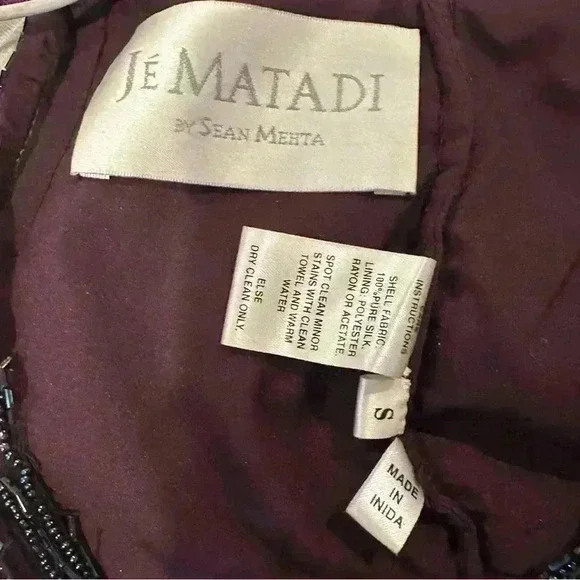 JÉ MATADI
BY SEAN MEHTA
INSTRUCTIONS
SHELL FABRIC
100%PURE SILK.
LINING: POLYESTER
RAYON OR ACETATE.
SPOT CLEAN MINOR
STAINS WITH CLEAN
TOWEL AND WARM
WATER
ELSE
DRY CLEAN ONLY.
S
MADE
IN
INIDA